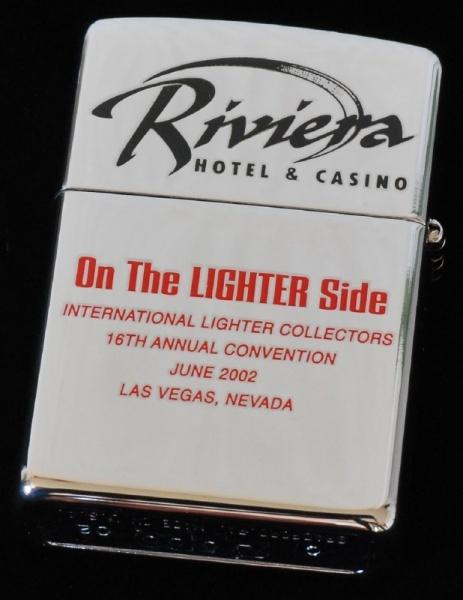 Riviera
HOTEL & CASINO
On The LIGHTER Side
INTERNATIONAL LIGHTER COLLECTORS
16TH ANNUAL CONVENTION
JUNE 2002
LAS VEGAS, NEVADA